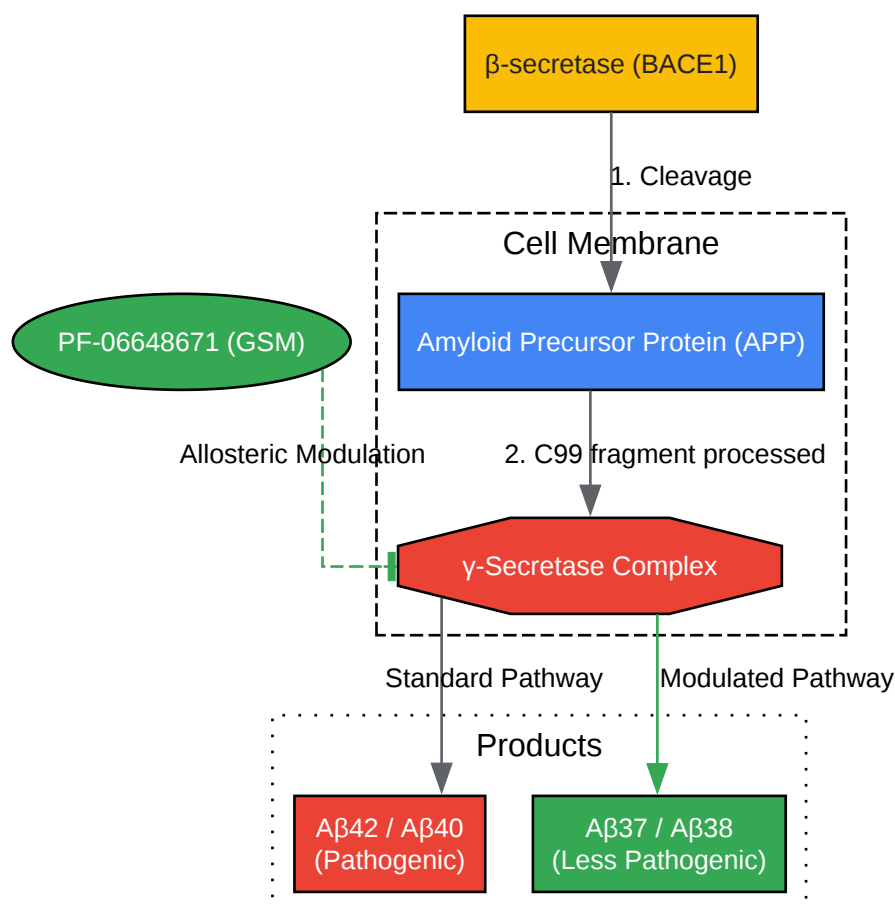 β-secretase (BACE1)
1. Cleavage
Cell Membrane
PF-06648671 (GSM)
Amyloid Precursor Protein (APP)
Allosteric Modulation
2. C99 fragment processed
γ-Secretase Complex
Standard Pathway
Modulated Pathway
Products
Aβ42 / Aβ40
(Pathogenic)
Aβ37 / Aβ38
(Less Pathogenic)